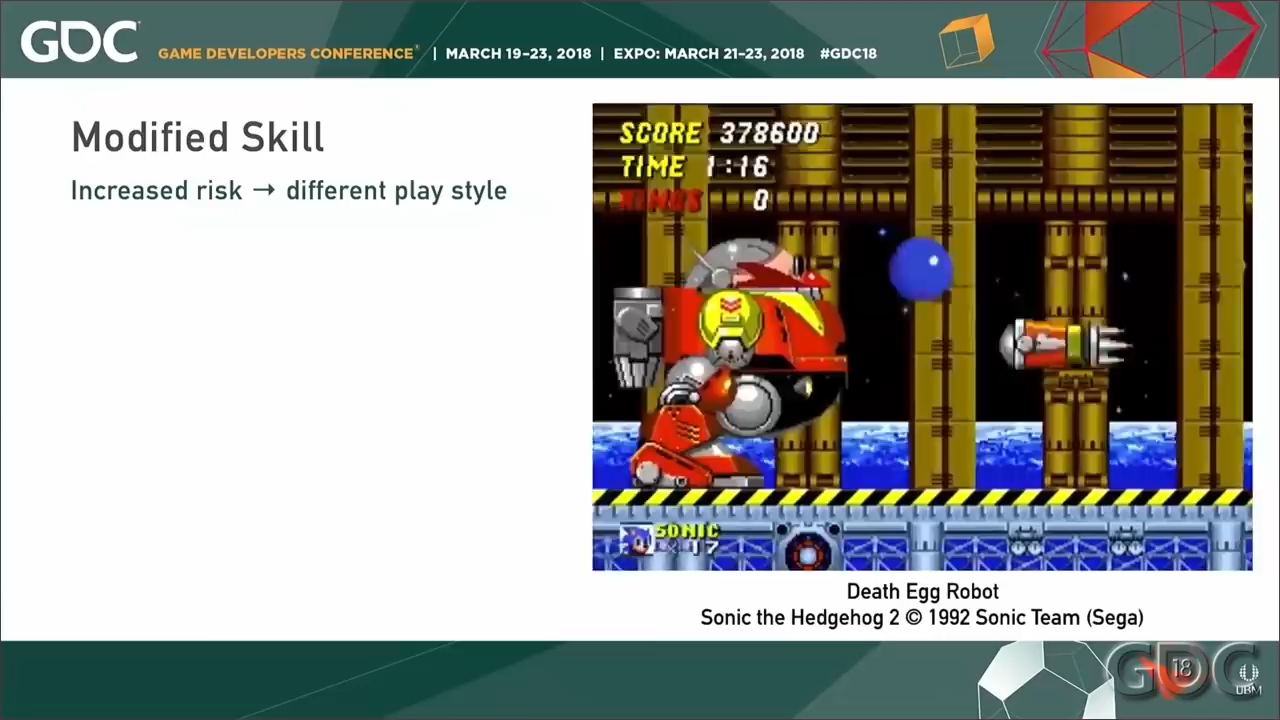 GDC GAME DEVELOPERS CONFERENCE® | MARCH 19–23, 2018 | EXPO: MARCH 21–23, 2018 #GDC18
Modified Skill
Increased risk → different play style
SCORE 378600
TIME 1:16
RINGS 0
SONIC
× 17
Death Egg Robot
Sonic the Hedgehog 2 © 1992 Sonic Team (Sega)
GDC
18
UBM